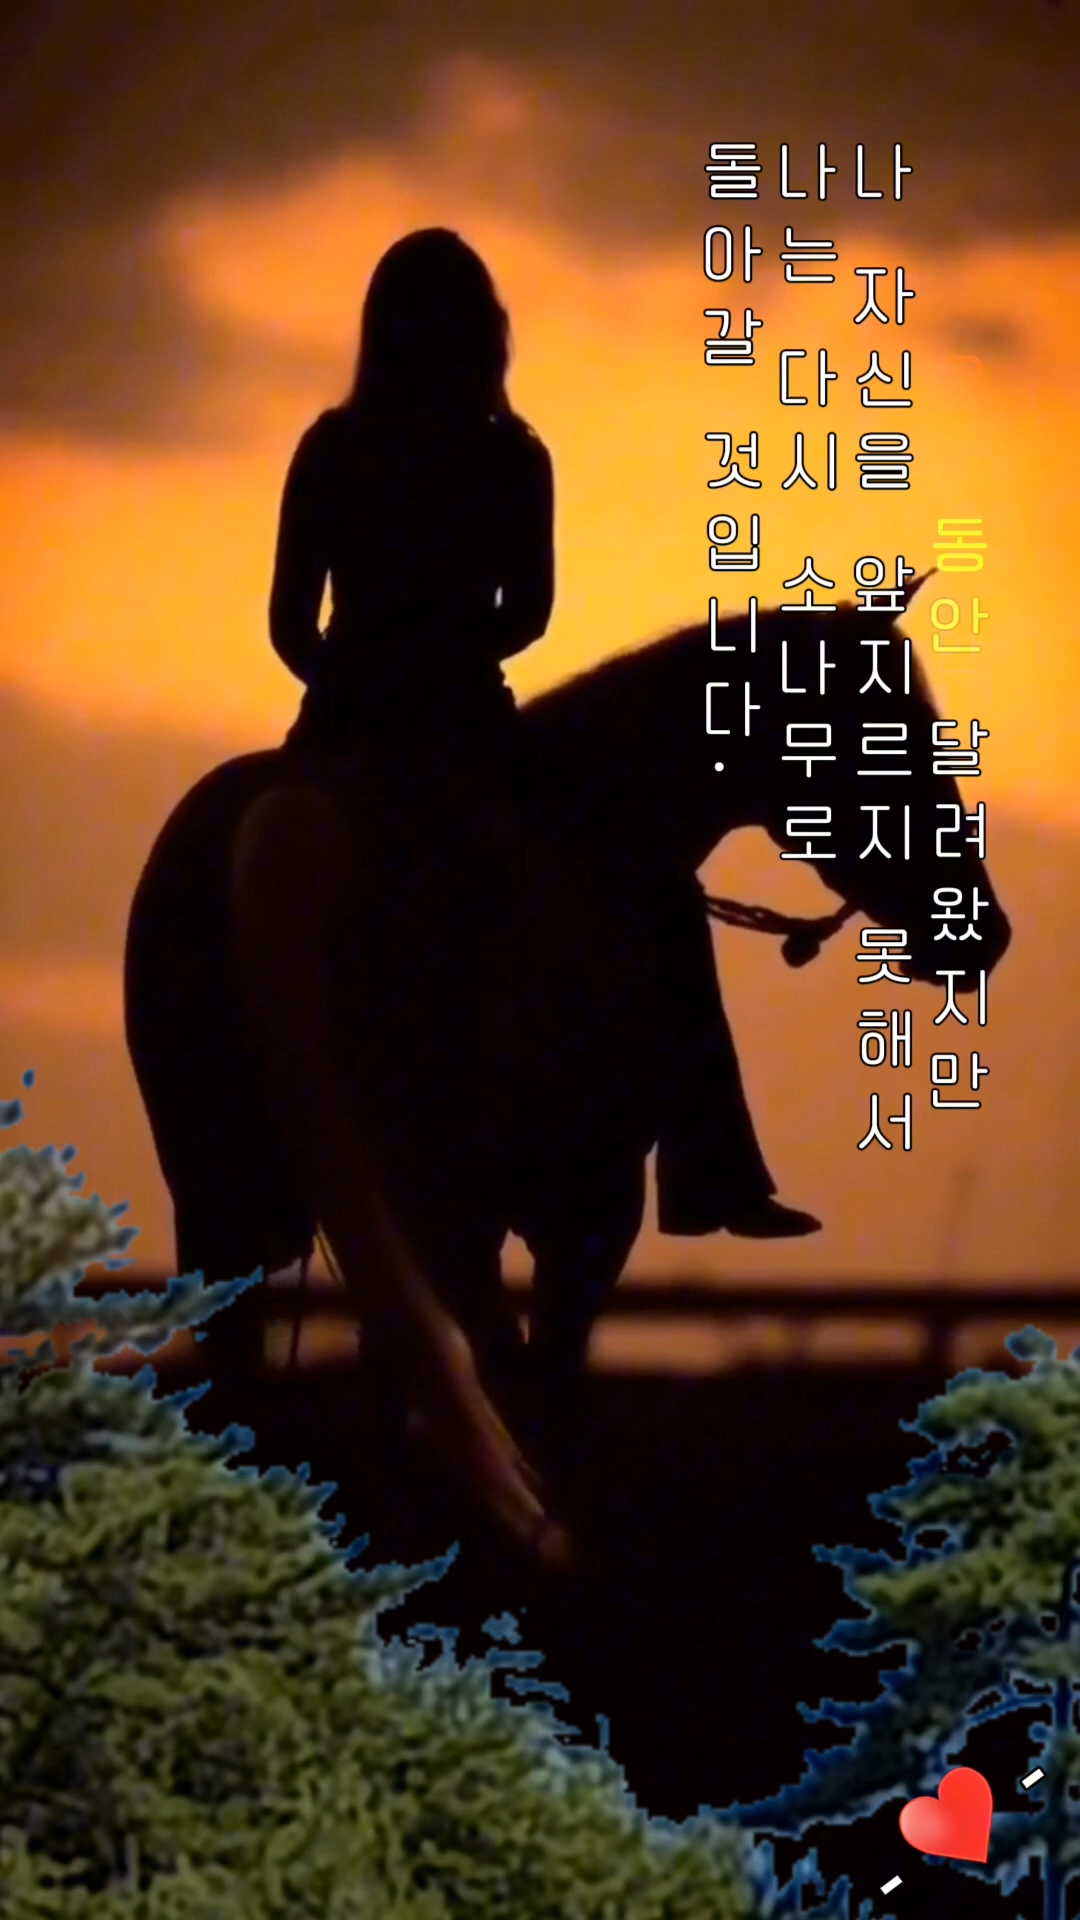 동안 달려왔지만
나 자신을 앞지르지 못해서
나는 다시 소나무로
돌아갈 것입니다.